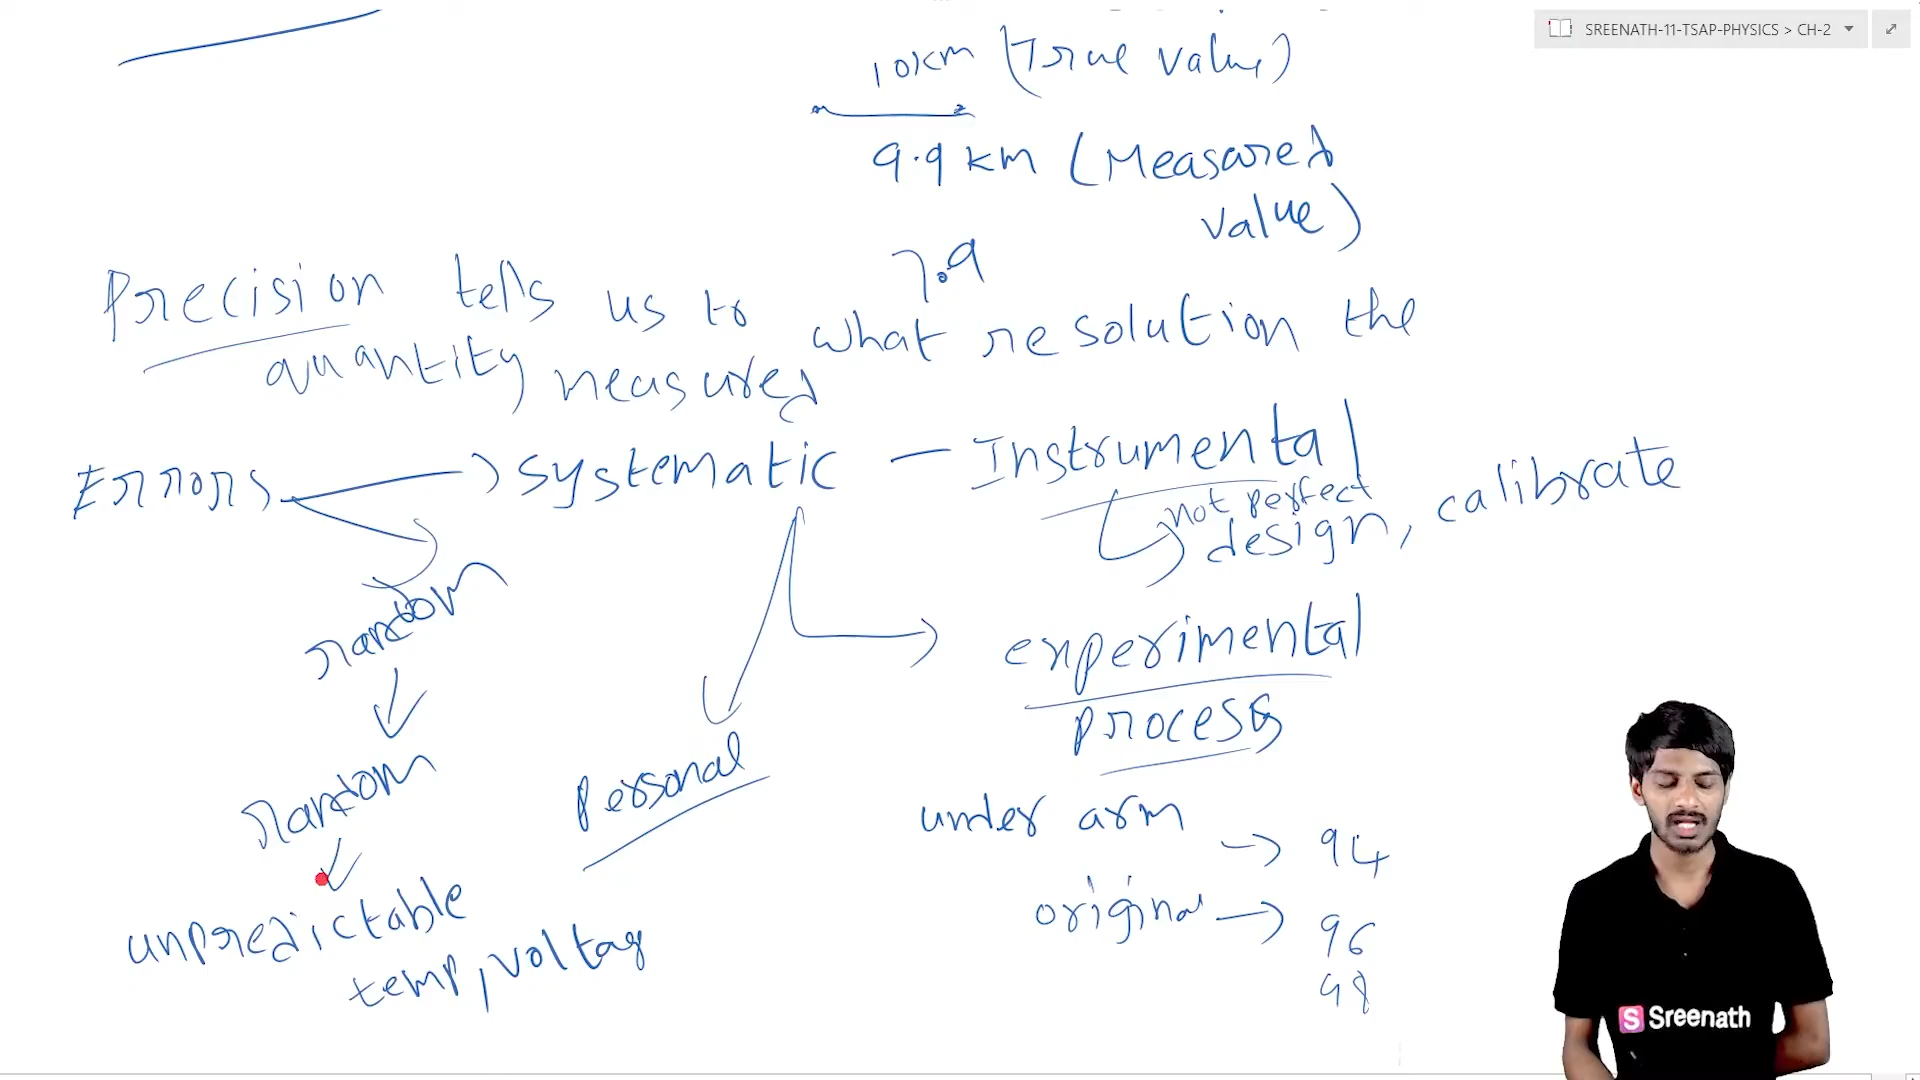 SREENATH-11-TSAP-PHYSICS > CH-2
10km (True value)
9.9 km (Measured
value)
7.9
Precision tells us to what resolution the
quantity measured
Errors systematic - Instrumental
not perfect
design, calibrate
random
experimental
process
random
Personal
under arm → 94
original → 96
98
unpredictable
temp, voltag
S Sreenath